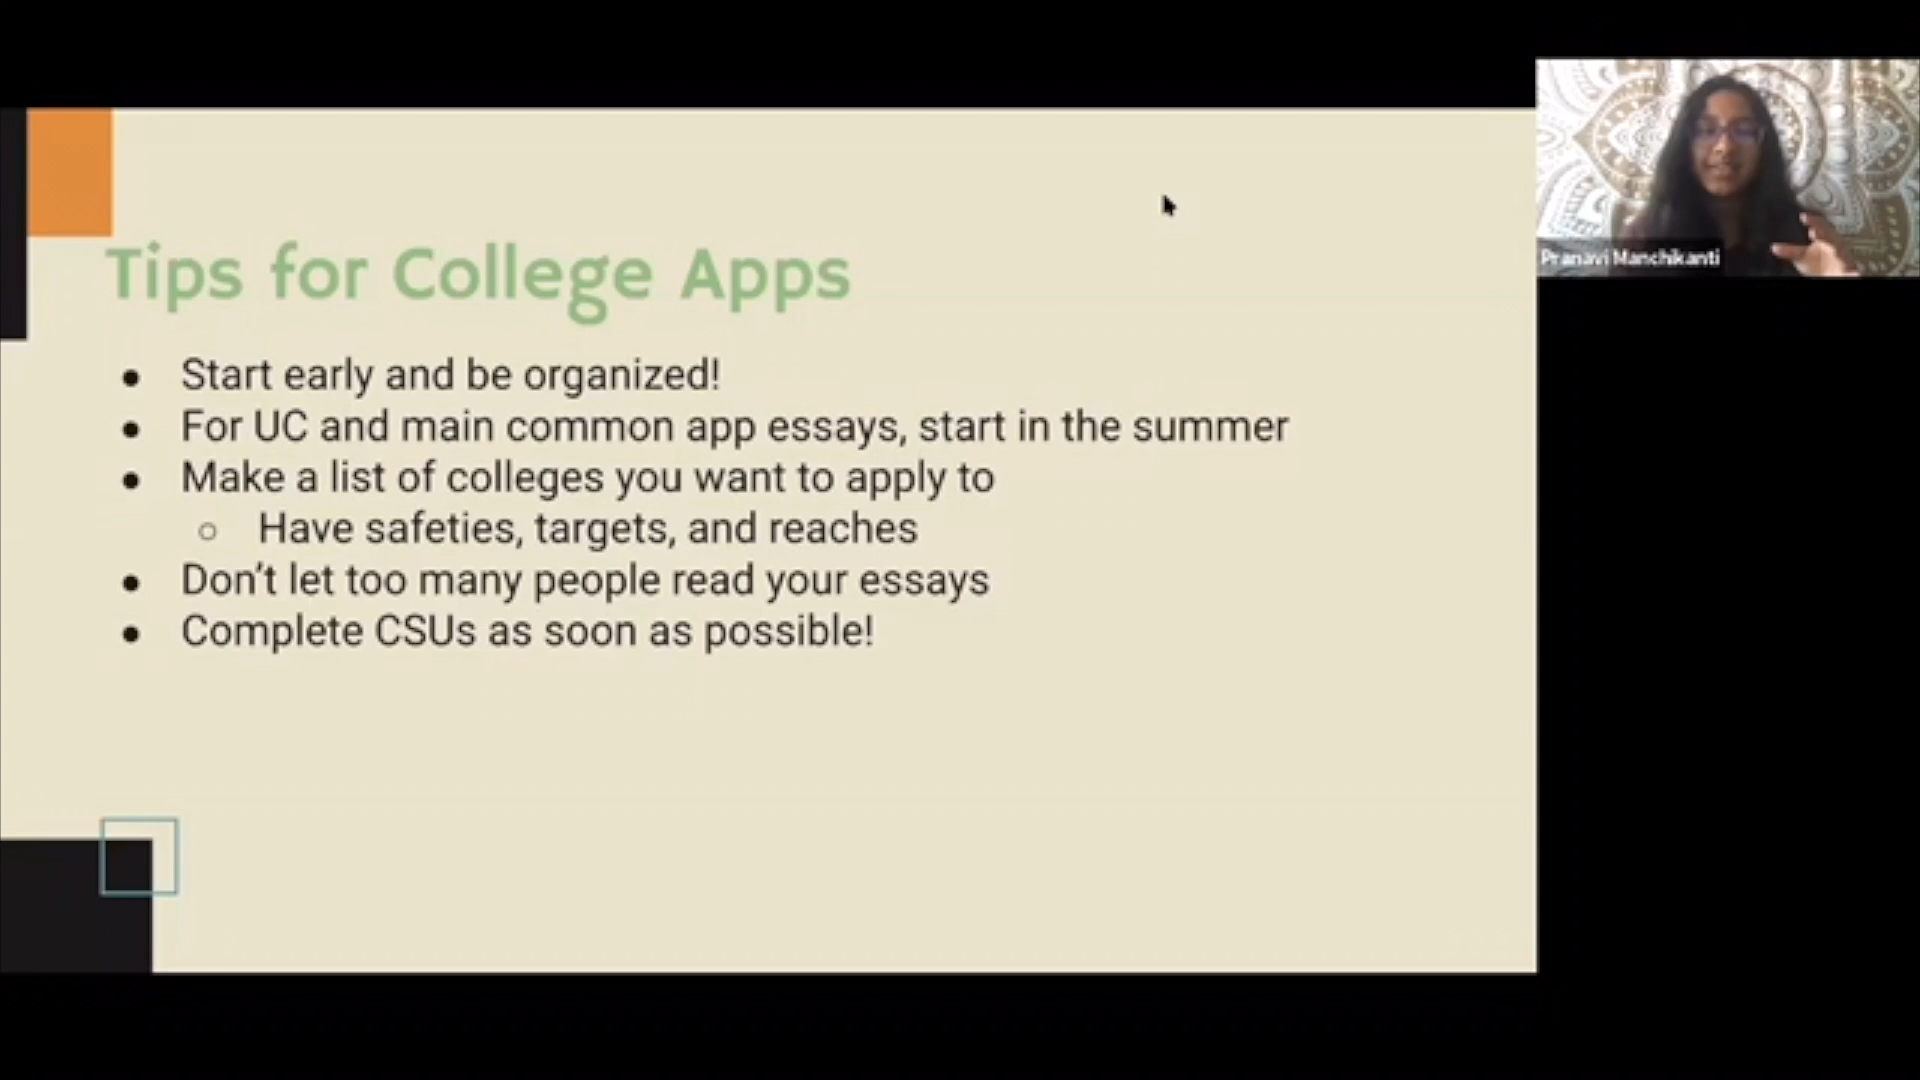 Tips for College Apps
● Start early and be organized!
● For UC and main common app essays, start in the summer
● Make a list of colleges you want to apply to
○ Have safeties, targets, and reaches
● Don't let too many people read your essays
● Complete CSUs as soon as possible!
Pranavi Manchikanti